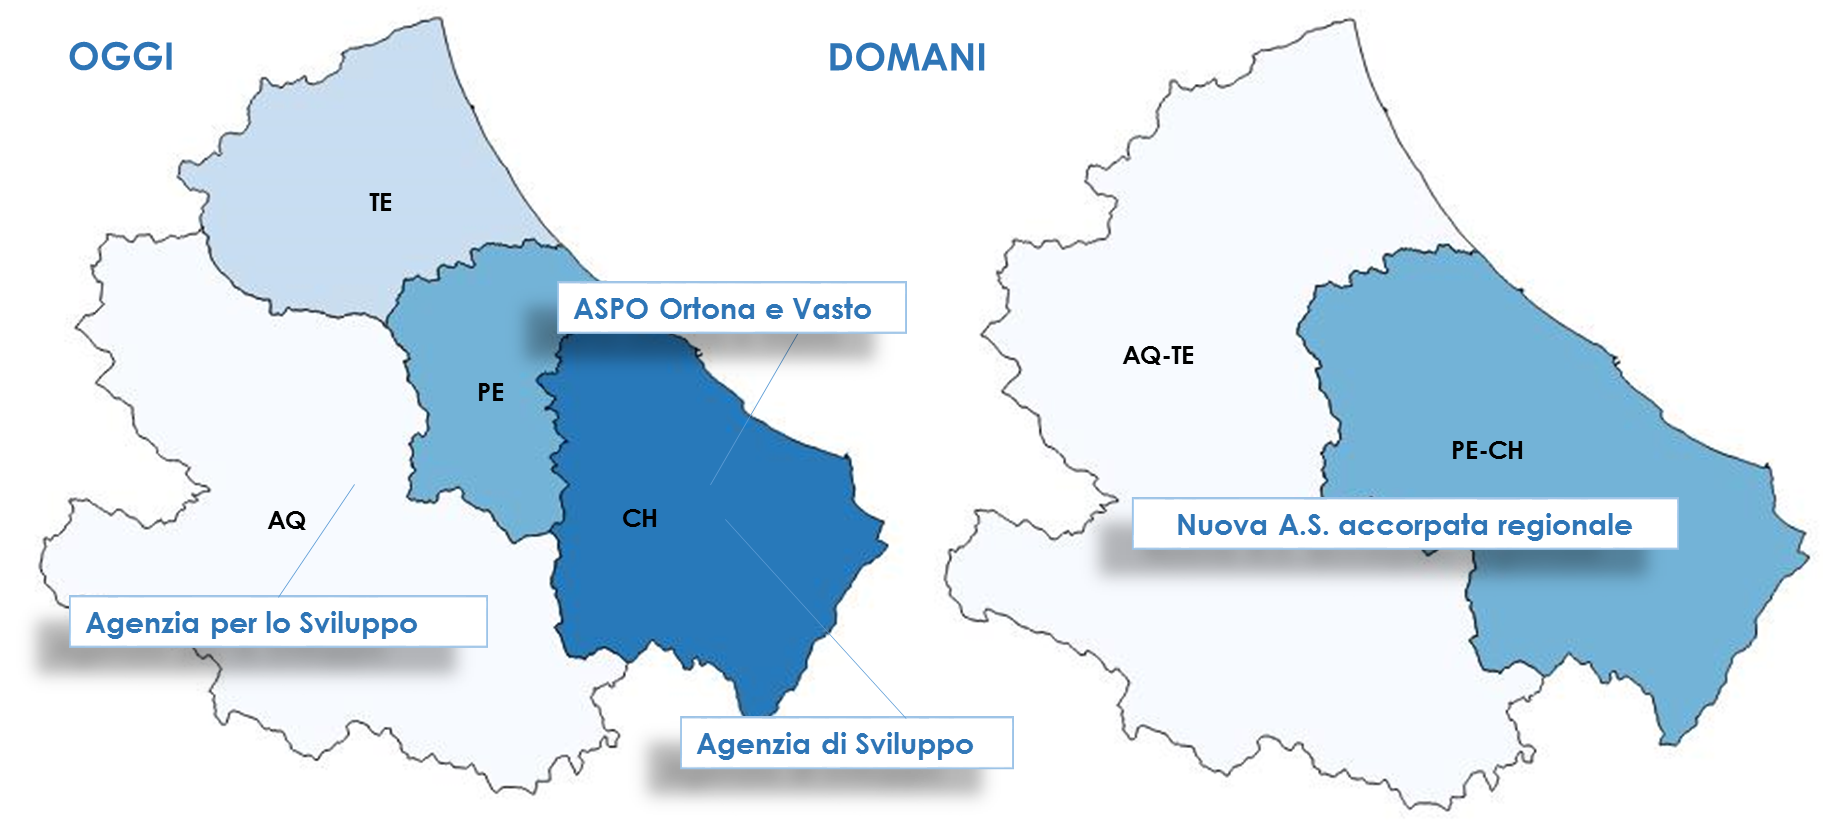 OGGI
DOMANI
TE
ASPO Ortona e Vasto
AQ-TE
PE
PE-CH
AQ
CH
Nuova A.S. accorpata regionale
Agenzia per lo Sviluppo
Agenzia di Sviluppo